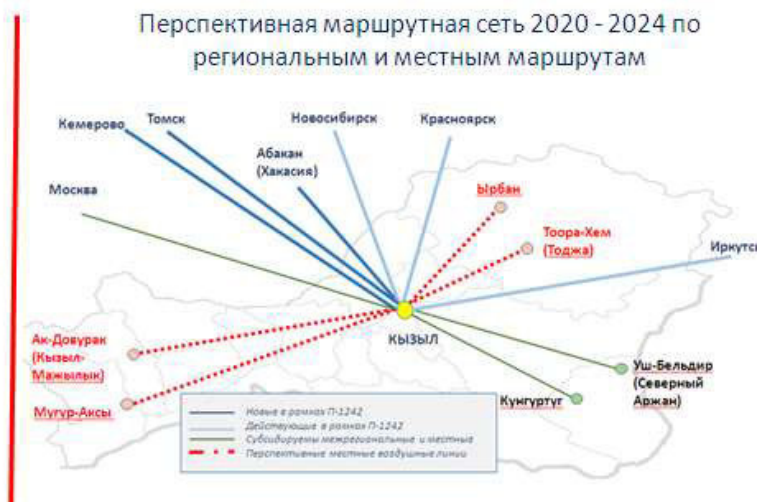 Перспективная маршрутная сеть 2020 - 2024 по
региональным и местным маршрутам
Кемерово
Томск
Новосибирск
Красноярск
Абакан
(Хакасия)
Москва
Ырбан
Тоора-Хем
(Тоджа)
Иркутск
КЫЗЫЛ
Ак-Довурак
(Кызыл-
Мажылык)
Мугур-Аксы
Уш-Бельдир
(Северный
Аржан)
Кунгуртуг
Новые в рамках П-1242
Действующие в рамках П-1242
Субсидируемы межрегиональные и местные
Перспективные местные воздушные линии